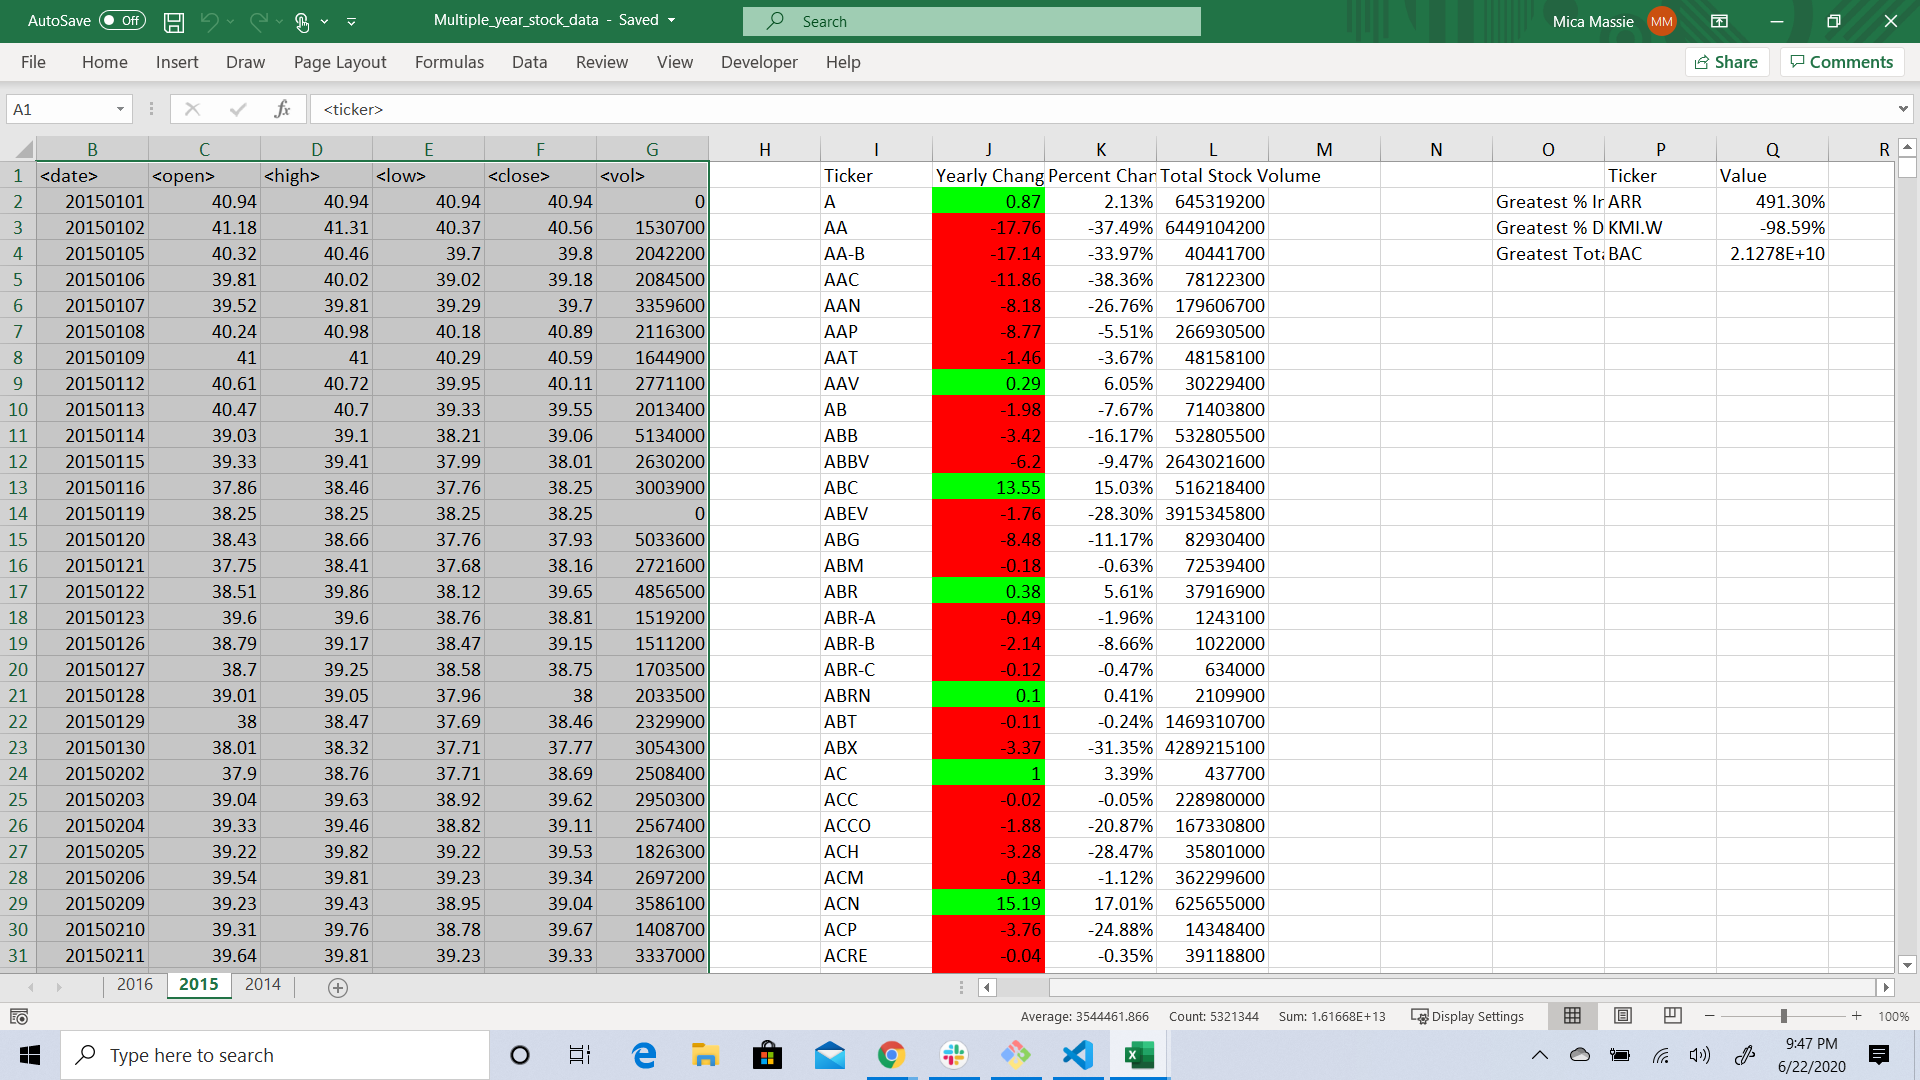 AutoSave Off Multiple_year_stock_data - Saved Search Mica Massie MM
File Home Insert Draw Page Layout Formulas Data Review View Developer Help Share Comments
A1 fx <ticker>
B C D E F G H I J K L M N O P Q R
1 <date> <open> <high> <low> <close> <vol> Ticker Yearly Chang Percent Chan Total Stock Volume Ticker Value
2 20150101 40.94 40.94 40.94 40.94 0 A 0.87 2.13% 645319200 Greatest % In ARR 491.30%
3 20150102 41.18 41.31 40.37 40.56 1530700 AA -17.76 -37.49% 6449104200 Greatest % D KMI.W -98.59%
4 20150105 40.32 40.46 39.7 39.8 2042200 AA-B -17.14 -33.97% 40441700 Greatest Tota BAC 2.1278E+10
5 20150106 39.81 40.02 39.02 39.18 2084500 AAC -11.86 -38.36% 78122300
6 20150107 39.52 39.81 39.29 39.7 3359600 AAN -8.18 -26.76% 179606700
7 20150108 40.24 40.98 40.18 40.89 2116300 AAP -8.77 -5.51% 266930500
8 20150109 41 41 40.29 40.59 1644900 AAT -1.46 -3.67% 48158100
9 20150112 40.61 40.72 39.95 40.11 2771100 AAV 0.29 6.05% 30229400
10 20150113 40.47 40.7 39.33 39.55 2013400 AB -1.98 -7.67% 71403800
11 20150114 39.03 39.1 38.21 39.06 5134000 ABB -3.42 -16.17% 532805500
12 20150115 39.33 39.41 37.99 38.01 2630200 ABBV -6.2 -9.47% 2643021600
13 20150116 37.86 38.46 37.76 38.25 3003900 ABC 13.55 15.03% 516218400
14 20150119 38.25 38.25 38.25 38.25 0 ABEV -1.76 -28.30% 3915345800
15 20150120 38.43 38.66 37.76 37.93 5033600 ABG -8.48 -11.17% 82930400
16 20150121 37.75 38.41 37.68 38.16 2721600 ABM -0.18 -0.63% 72539400
17 20150122 38.51 39.86 38.12 39.65 4856500 ABR 0.38 5.61% 37916900
18 20150123 39.6 39.6 38.76 38.81 1519200 ABR-A -0.49 -1.96% 1243100
19 20150126 38.79 39.17 38.47 39.15 1511200 ABR-B -2.14 -8.66% 1022000
20 20150127 38.7 39.25 38.58 38.75 1703500 ABR-C -0.12 -0.47% 634000
21 20150128 39.01 39.05 37.96 38 2033500 ABRN 0.1 0.41% 2109900
22 20150129 38 38.47 37.69 38.46 2329900 ABT -0.11 -0.24% 1469310700
23 20150130 38.01 38.32 37.71 37.77 3054300 ABX -3.37 -31.35% 4289215100
24 20150202 37.9 38.76 37.71 38.69 2508400 AC 1 3.39% 437700
25 20150203 39.04 39.63 38.92 39.62 2950300 ACC -0.02 -0.05% 228980000
26 20150204 39.33 39.46 38.82 39.11 2567400 ACCO -1.88 -20.87% 167330800
27 20150205 39.22 39.82 39.22 39.53 1826300 ACH -3.28 -28.47% 35801000
28 20150206 39.54 39.81 39.23 39.34 2697200 ACM -0.34 -1.12% 362299600
29 20150209 39.23 39.43 38.95 39.04 3586100 ACN 15.19 17.01% 625655000
30 20150210 39.31 39.76 38.78 39.67 1408700 ACP -3.76 -24.88% 14348400
31 20150211 39.64 39.81 39.23 39.33 3337000 ACRE -0.04 -0.35% 39118800
2016 2015 2014
Average: 3544461.866 Count: 5321344 Sum: 1.61668E+13 Display Settings 100%
Type here to search 9:47 PM
6/22/2020